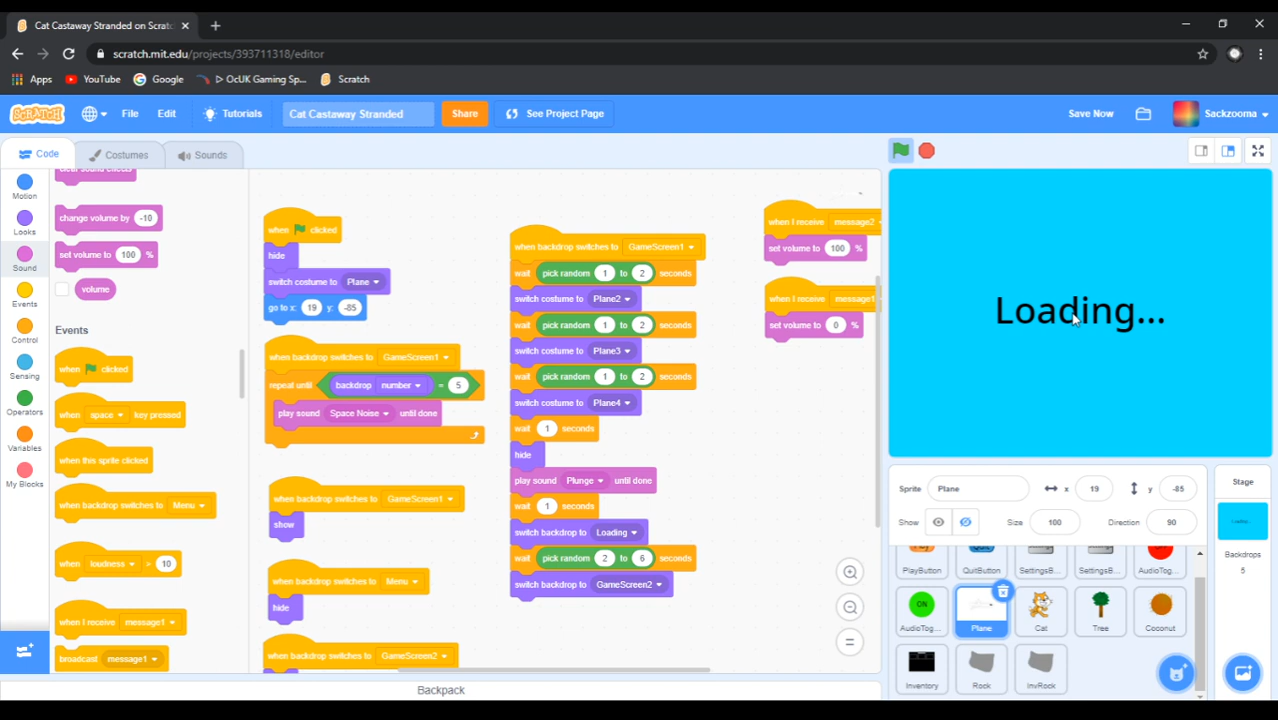 Cat Castaway Stranded on Scratc
scratch.mit.edu/projects/393711318/editor
Apps YouTube Google ▷ OcUK Gaming Sp... Scratch
SCRATCH File Edit Tutorials Cat Castaway Stranded Share See Project Page Save Now Sackzooma
Code Costumes Sounds
Motion
Looks
Sound
Events
Control
Sensing
Operators
Variables
My Blocks
clear sound effects
change volume by -10
set volume to 100 %
volume
Events
when clicked
when space key pressed
when this sprite clicked
when backdrop switches to Menu
when loudness > 10
when I receive message1
broadcast message1
when clicked
hide
switch costume to Plane
go to x: 19 y: -85
when backdrop switches to GameScreen1
repeat until backdrop number = 5
play sound Space Noise until done
when backdrop switches to GameScreen1
show
when backdrop switches to Menu
hide
when backdrop switches to GameScreen2
when backdrop switches to GameScreen1
wait pick random 1 to 2 seconds
switch costume to Plane2
wait pick random 1 to 2 seconds
switch costume to Plane3
wait pick random 1 to 2 seconds
switch costume to Plane4
wait 1 seconds
hide
play sound Plunge until done
wait 1 seconds
switch backdrop to Loading
wait pick random 2 to 6 seconds
switch backdrop to GameScreen2
when I receive message2
set volume to 100 %
when I receive message1
set volume to 0 %
Loading...
Sprite Plane x 19 y -85
Show Size 100 Direction 90
PlayButton QuitButton SettingsB... SettingsB... AudioTog...
ON
AudioTog... Plane Cat Tree Coconut
Inventory Rock InvRock
Stage
Loading...
Backdrops
5
Backpack